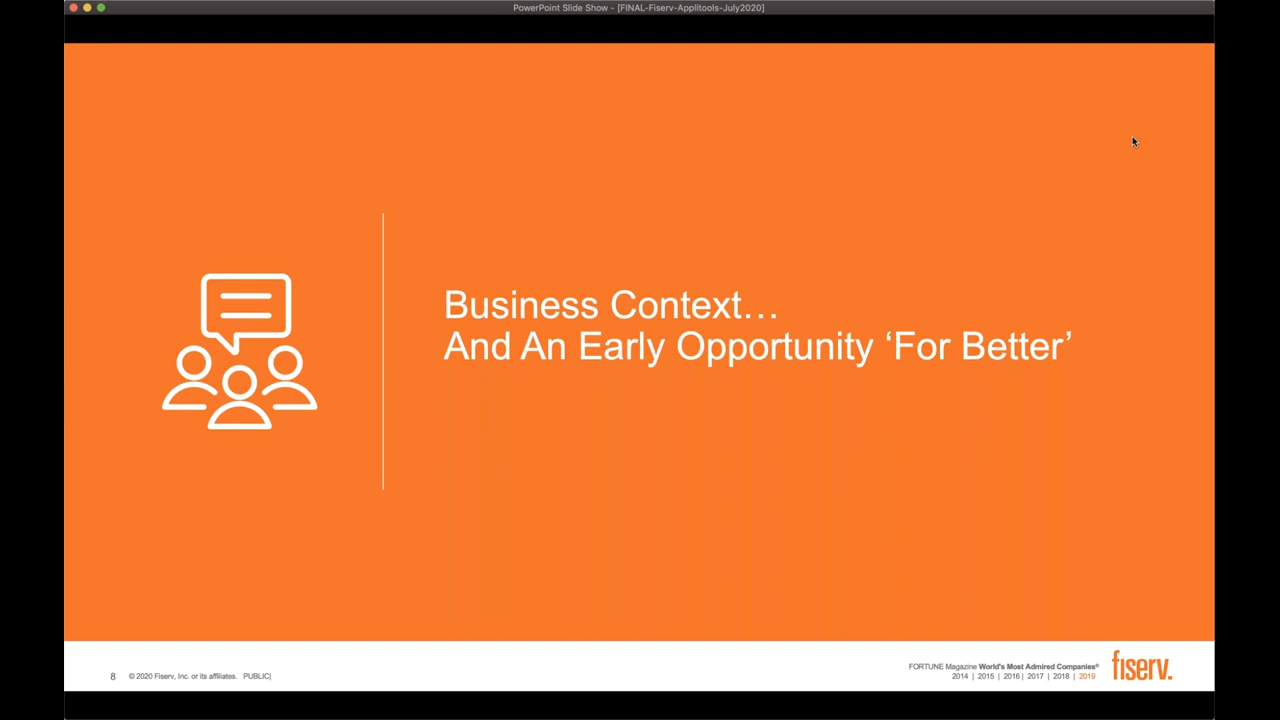 PowerPoint Slide Show - [FINAL-Fiserv-Applitools-July2020]
Business Context…
And An Early Opportunity ‘For Better’
8 © 2020 Fiserv, Inc. or its affiliates. PUBLIC|
FORTUNE Magazine World's Most Admired Companies®
2014 | 2015 | 2016 | 2017 | 2018 | 2019
fiserv.